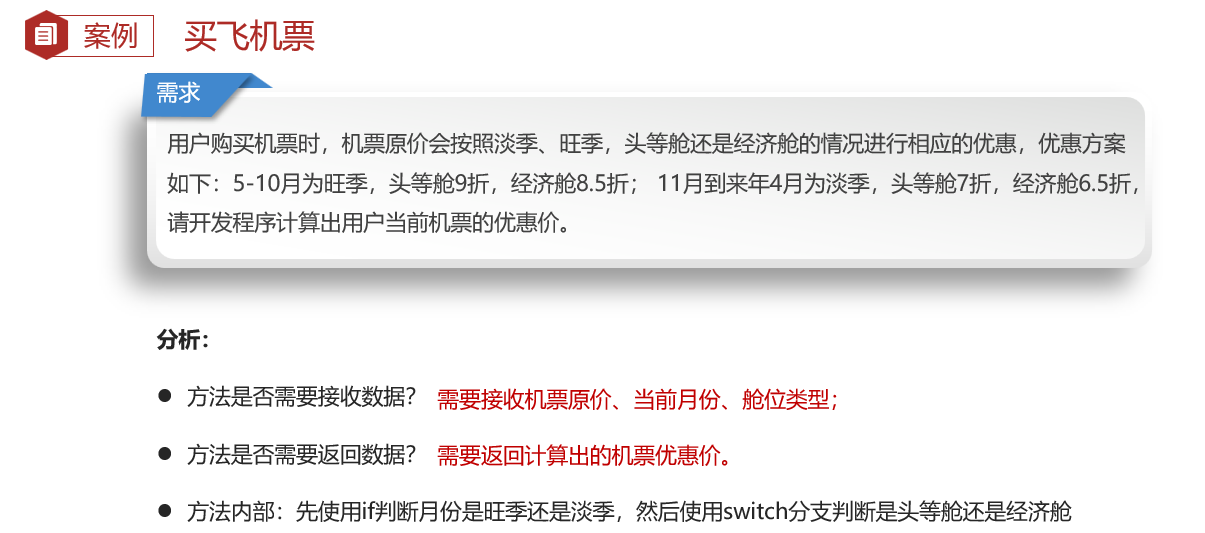 案例 买飞机票
需求
用户购买机票时，机票原价会按照淡季、旺季，头等舱还是经济舱的情况进行相应的优惠，优惠方案
如下：5-10月为旺季，头等舱9折，经济舱8.5折； 11月到来年4月为淡季，头等舱7折，经济舱6.5折，
请开发程序计算出用户当前机票的优惠价。
分析：
● 方法是否需要接收数据？ 需要接收机票原价、当前月份、舱位类型；
● 方法是否需要返回数据？ 需要返回计算出的机票优惠价。
● 方法内部：先使用if判断月份是旺季还是淡季，然后使用switch分支判断是头等舱还是经济舱